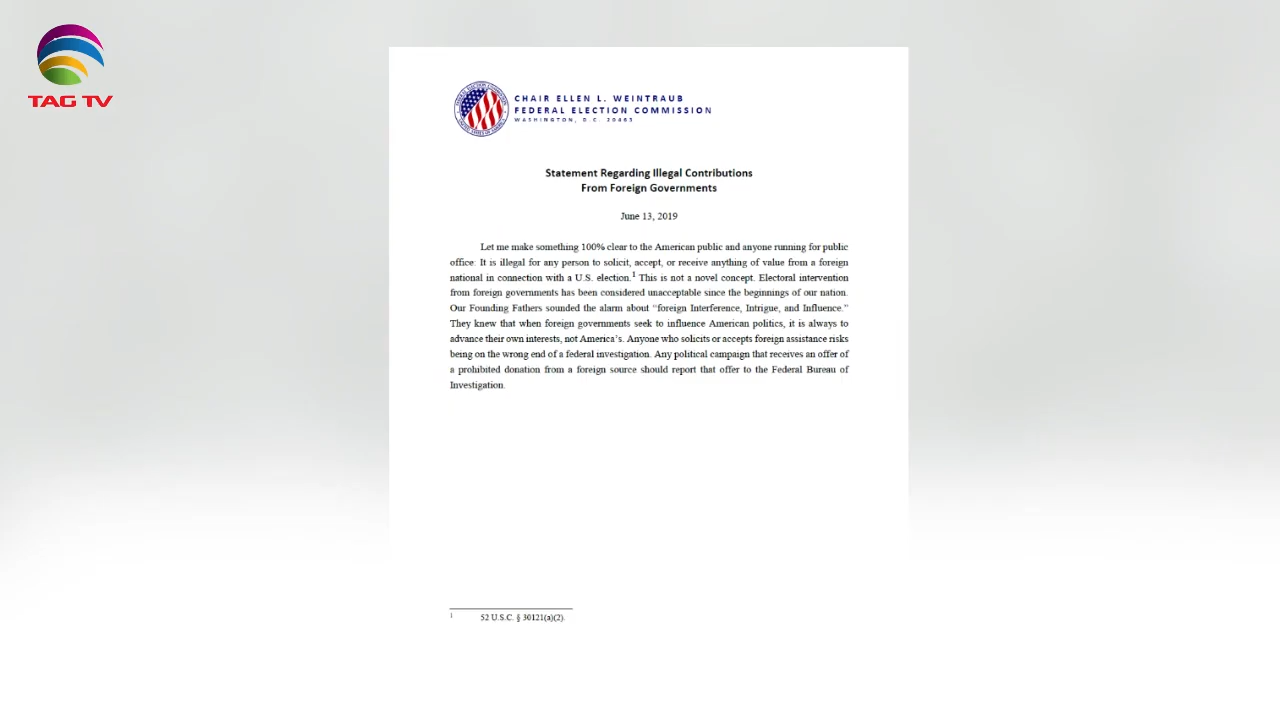 TAG TV
CHAIR ELLEN L. WEINTRAUB
FEDERAL ELECTION COMMISSION
WASHINGTON, D.C. 20463
Statement Regarding Illegal Contributions
From Foreign Governments
June 13, 2019
Let me make something 100% clear to the American public and anyone running for public
office: It is illegal for any person to solicit, accept, or receive anything of value from a foreign
national in connection with a U.S. election.1 This is not a novel concept. Electoral intervention
from foreign governments has been considered unacceptable since the beginnings of our nation.
Our Founding Fathers sounded the alarm about “foreign Interference, Intrigue, and Influence.”
They knew that when foreign governments seek to influence American politics, it is always to
advance their own interests, not America’s. Anyone who solicits or accepts foreign assistance risks
being on the wrong end of a federal investigation. Any political campaign that receives an offer of
a prohibited donation from a foreign source should report that offer to the Federal Bureau of
Investigation.
1 52 U.S.C. § 30121(a)(2).